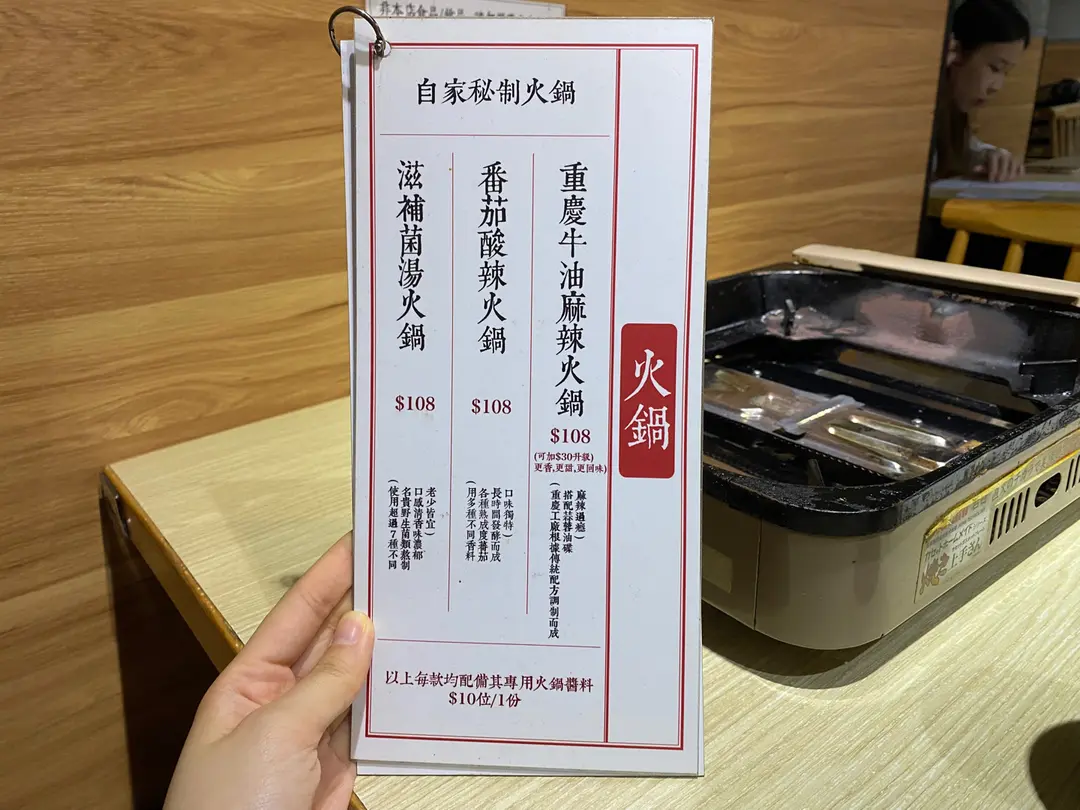 火鍋
自家秘制火鍋
重慶牛油麻辣火鍋
$108
(可加$30升級)
更香,更甜,更回味)
(重慶工廠根據傳統配方調制而成
搭配蒜蓉油碟
麻辣過癮)
番茄酸辣火鍋
$108
(用多種不同香料
各種熟成度蕃茄
長時間發酵而成
口味獨特)
滋補菌湯火鍋
$108
(使用超過7種不同
名貴野生菌類熬制
口感清香味濃郁
老少皆宜)
以上每款均配備其專用火鍋醬料
$10位/1份